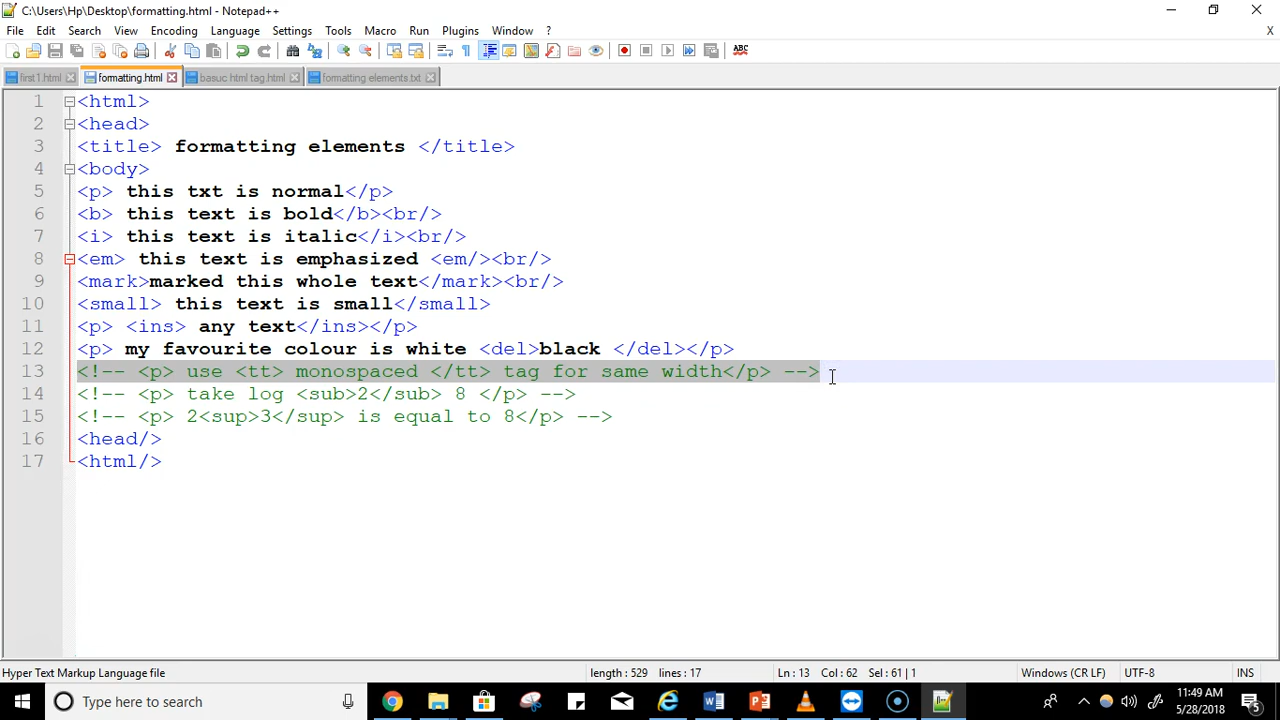 C:\Users\Hp\Desktop\formatting.html - Notepad++
File Edit Search View Encoding Language Settings Tools Macro Run Plugins Window ? X
ABC
first1.html formatting.html basuc html tag.html formatting elements.txt
1 <html>
2 <head>
3 <title> formatting elements </title>
4 <body>
5 <p> this txt is normal</p>
6 <b> this text is bold</b><br/>
7 <i> this text is italic</i><br/>
8 <em> this text is emphasized <em/><br/>
9 <mark>marked this whole text</mark><br/>
10 <small> this text is small</small>
11 <p> <ins> any text</ins></p>
12 <p> my favourite colour is white <del>black </del></p>
13 <!-- <p> use <tt> monospaced </tt> tag for same width</p> -->
14 <!-- <p> take log <sub>2</sub> 8 </p> -->
15 <!-- <p> 2<sup>3</sup> is equal to 8</p> -->
16 <head/>
17 <html/>
Hyper Text Markup Language file length : 529 lines : 17 Ln : 13 Col : 62 Sel : 61 | 1 Windows (CR LF) UTF-8 INS
Type here to search
11:49 AM
5/28/2018
5